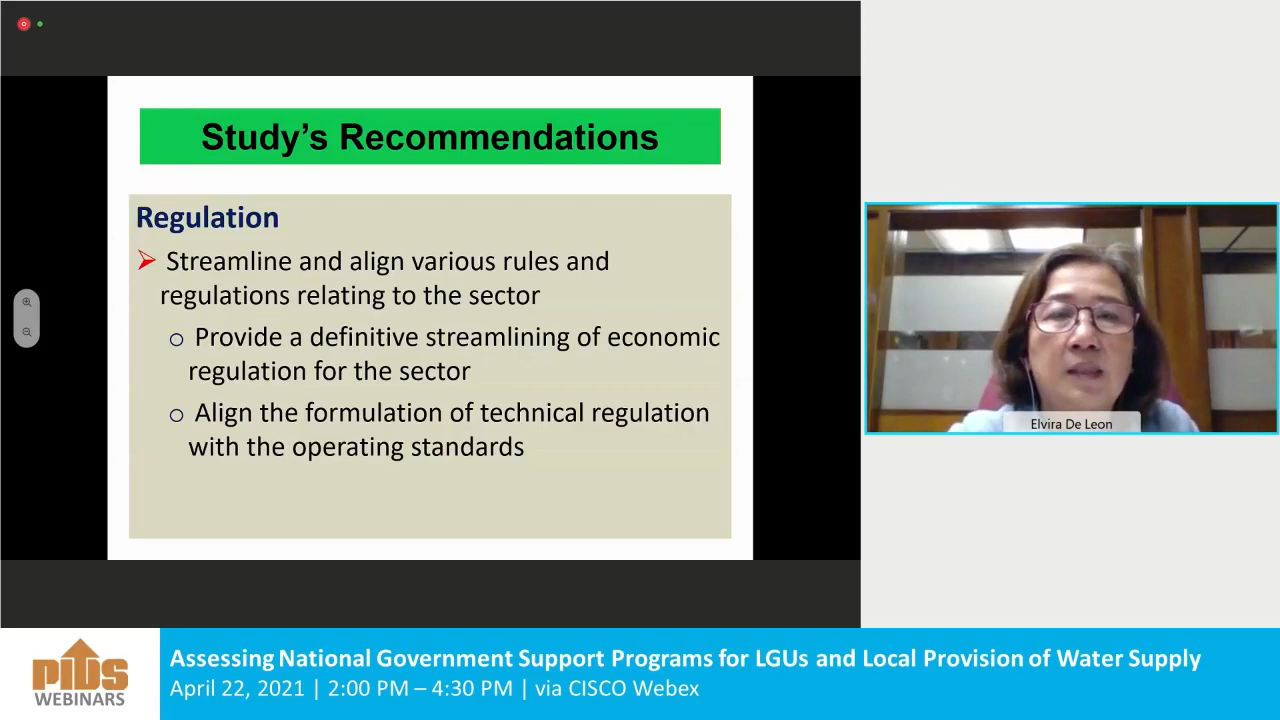 Study's Recommendations
Regulation
➢ Streamline and align various rules and
regulations relating to the sector
o Provide a definitive streamlining of economic
regulation for the sector
o Align the formulation of technical regulation
with the operating standards
Elvira De Leon
PIDS
WEBINARS
Assessing National Government Support Programs for LGUs and Local Provision of Water Supply
April 22, 2021 | 2:00 PM – 4:30 PM | via CISCO Webex